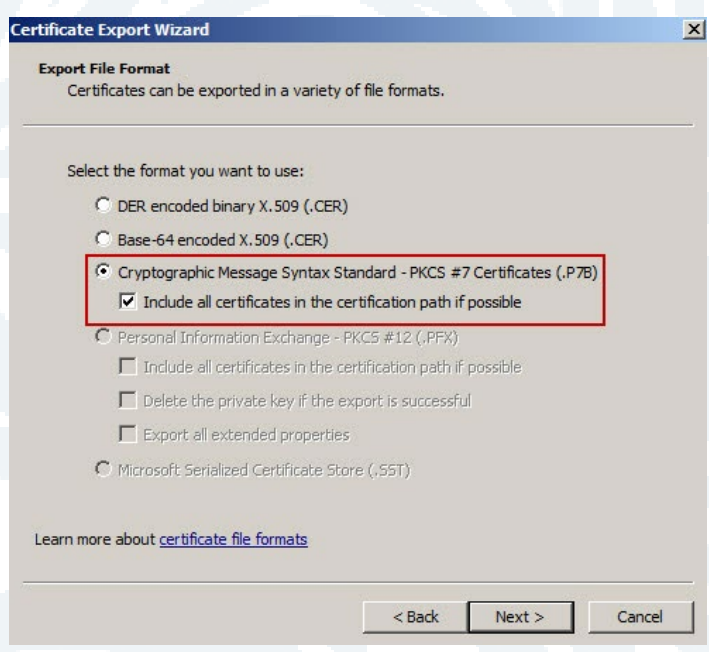 Certificate Export Wizard
Export File Format
Certificates can be exported in a variety of file formats.
Select the format you want to use:
DER encoded binary X.509 (.CER)
Base-64 encoded X.509 (.CER)
Cryptographic Message Syntax Standard - PKCS #7 Certificates (.P7B)
Include all certificates in the certification path if possible
Personal Information Exchange - PKCS #12 (.PFX)
Include all certificates in the certification path if possible
Delete the private key if the export is successful
Export all extended properties
Microsoft Serialized Certificate Store (.SST)
Learn more about certificate file formats
< Back Next > Cancel